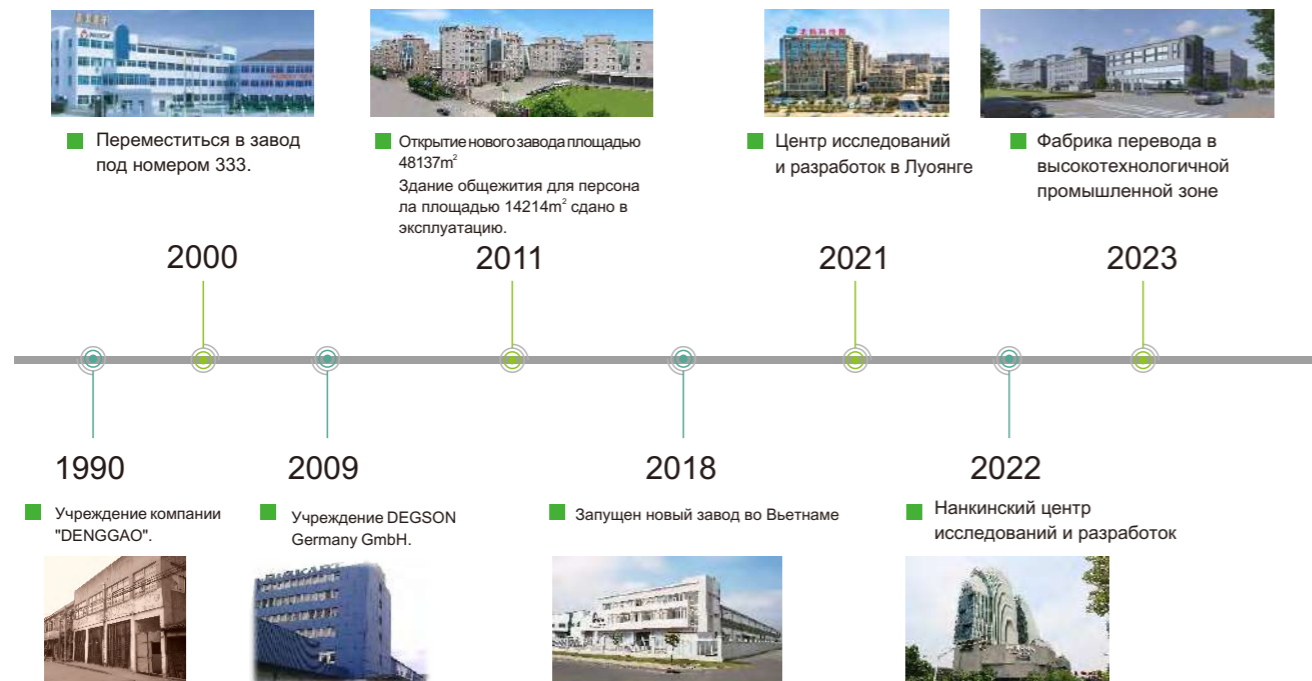 Переместиться в завод
под номером 333.
Открытие нового завода площадью
48137m²
Здание общежития для персона
ла площадью 14214m² сдано в
эксплуатацию.
Центр исследований
и разработок в Луоянге
Фабрика перевода в
высокотехнологичной
промышленной зоне
2000
2011
2021
2023
1990
2009
2018
2022
Учреждение компании
"DENGGAO".
Учреждение DEGSON
Germany GmbH.
Запущен новый завод во Вьетнаме
Нанкинский центр
исследований и разработок